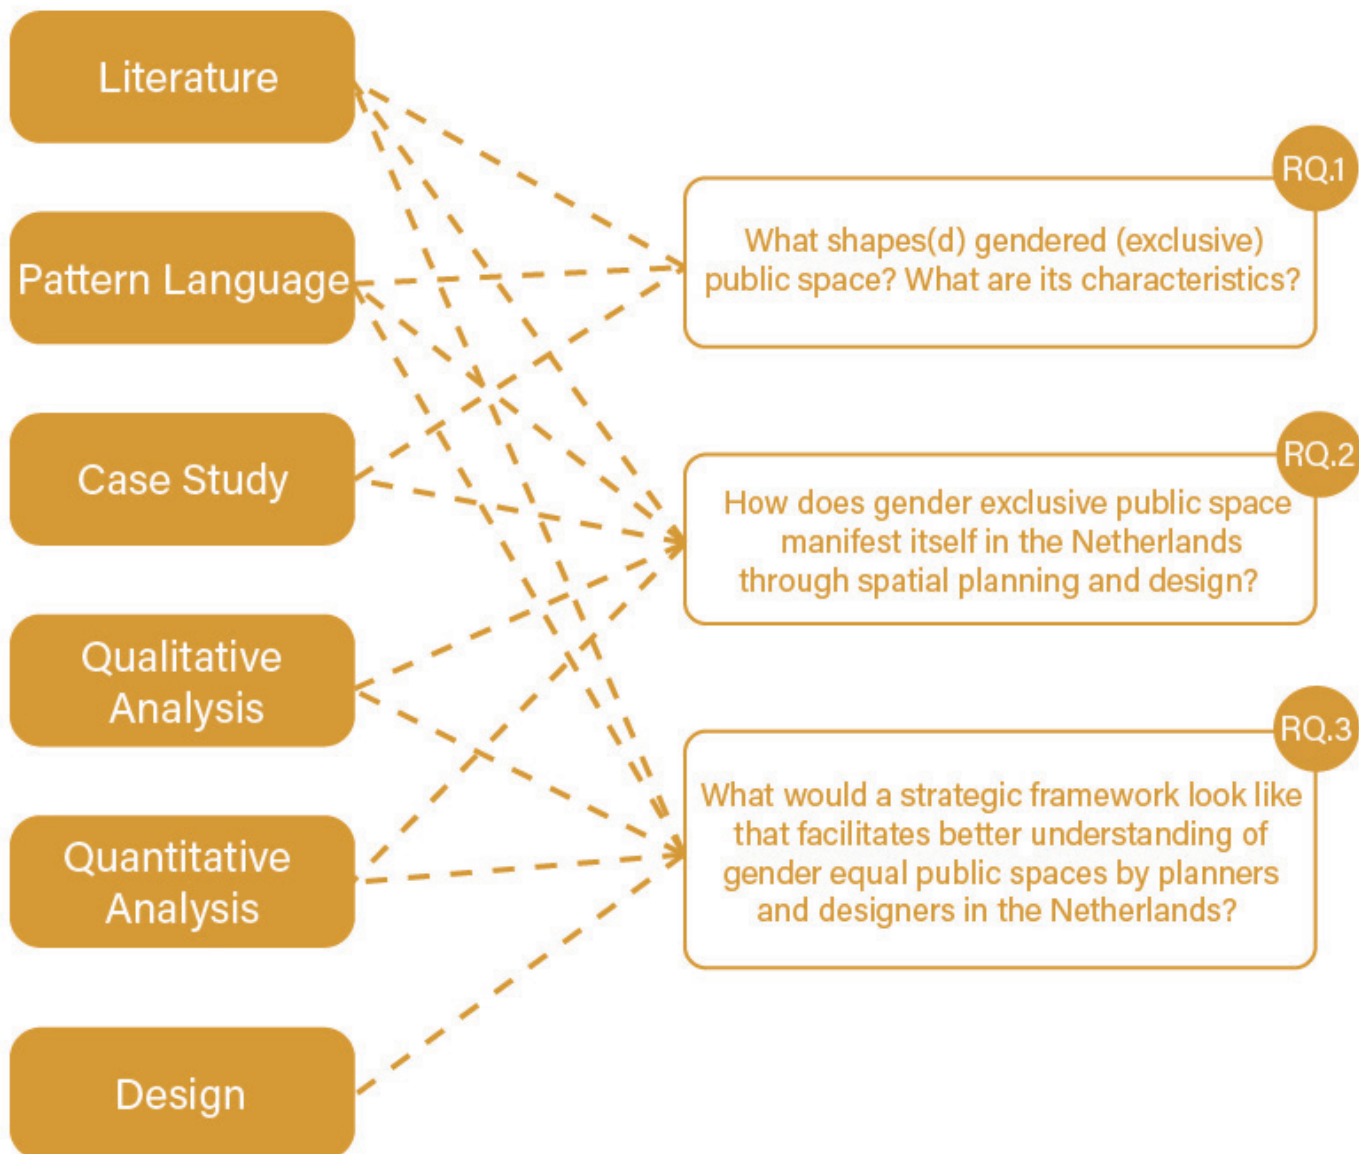 Literature
Pattern Language
Case Study
Qualitative
Analysis
Quantitative
Analysis
Design
RQ.1
What shapes(d) gendered (exclusive)
public space? What are its characteristics?
RQ.2
How does gender exclusive public space
manifest itself in the Netherlands
through spatial planning and design?
RQ.3
What would a strategic framework look like
that facilitates better understanding of
gender equal public spaces by planners
and designers in the Netherlands?